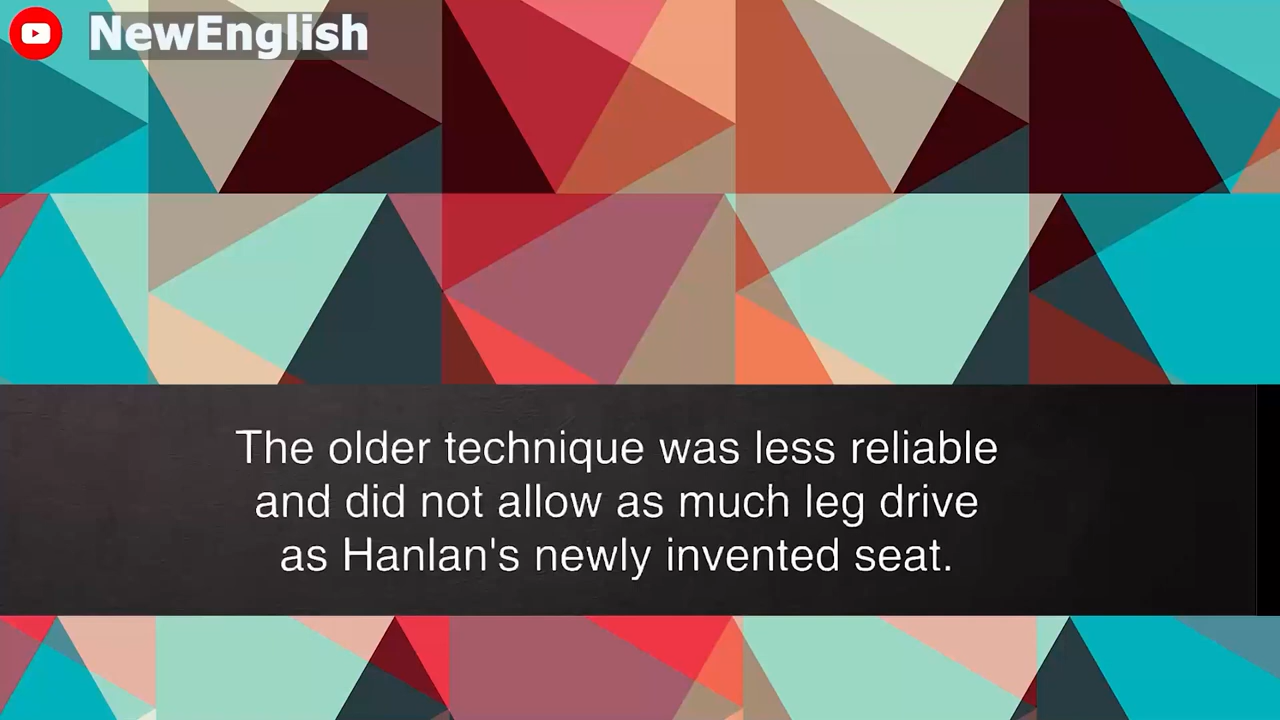 NewEnglish
The older technique was less reliable
and did not allow as much leg drive
as Hanlan's newly invented seat.